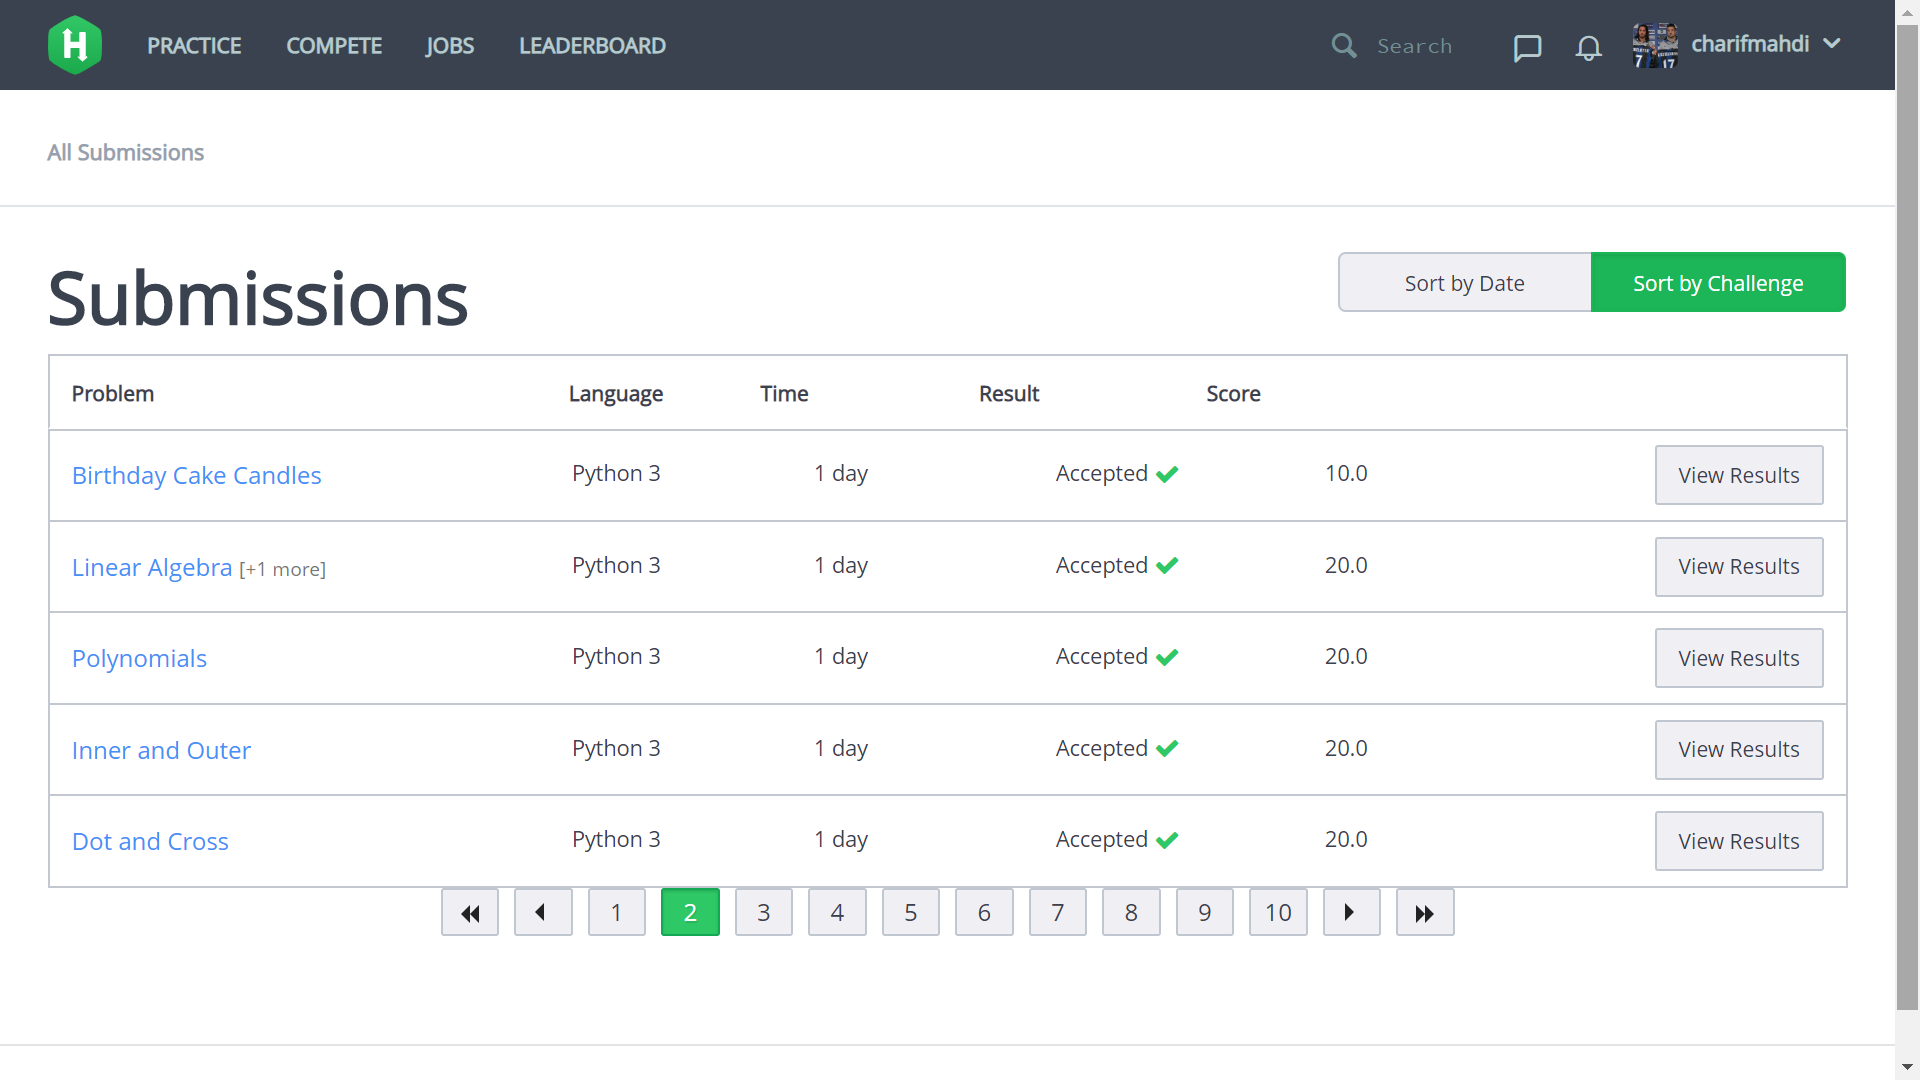 H PRACTICE COMPETE JOBS LEADERBOARD Search charifmahdi
All Submissions
Submissions
Sort by Date Sort by Challenge
Problem Language Time Result Score
Birthday Cake Candles Python 3 1 day Accepted 10.0 View Results
Linear Algebra [+1 more] Python 3 1 day Accepted 20.0 View Results
Polynomials Python 3 1 day Accepted 20.0 View Results
Inner and Outer Python 3 1 day Accepted 20.0 View Results
Dot and Cross Python 3 1 day Accepted 20.0 View Results
1 2 3 4 5 6 7 8 9 10